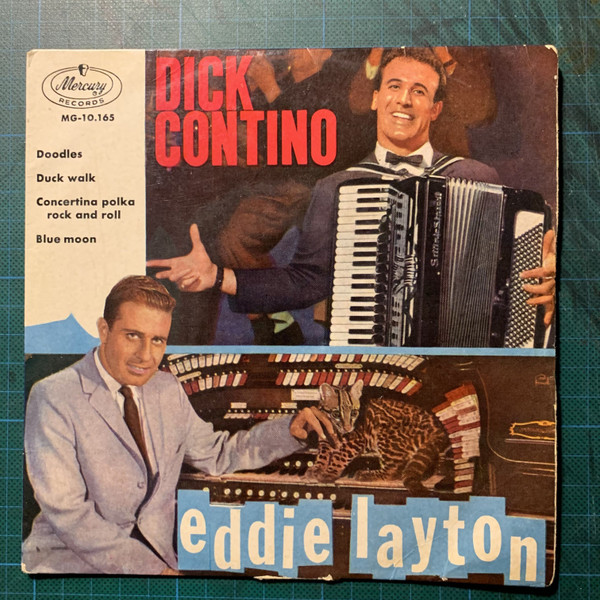 Mercury
RECORDS
MG-10.165
DICK
CONTINO
Doodles
Duck walk
Concertina polka
rock and roll
Blue moon
eddie layton